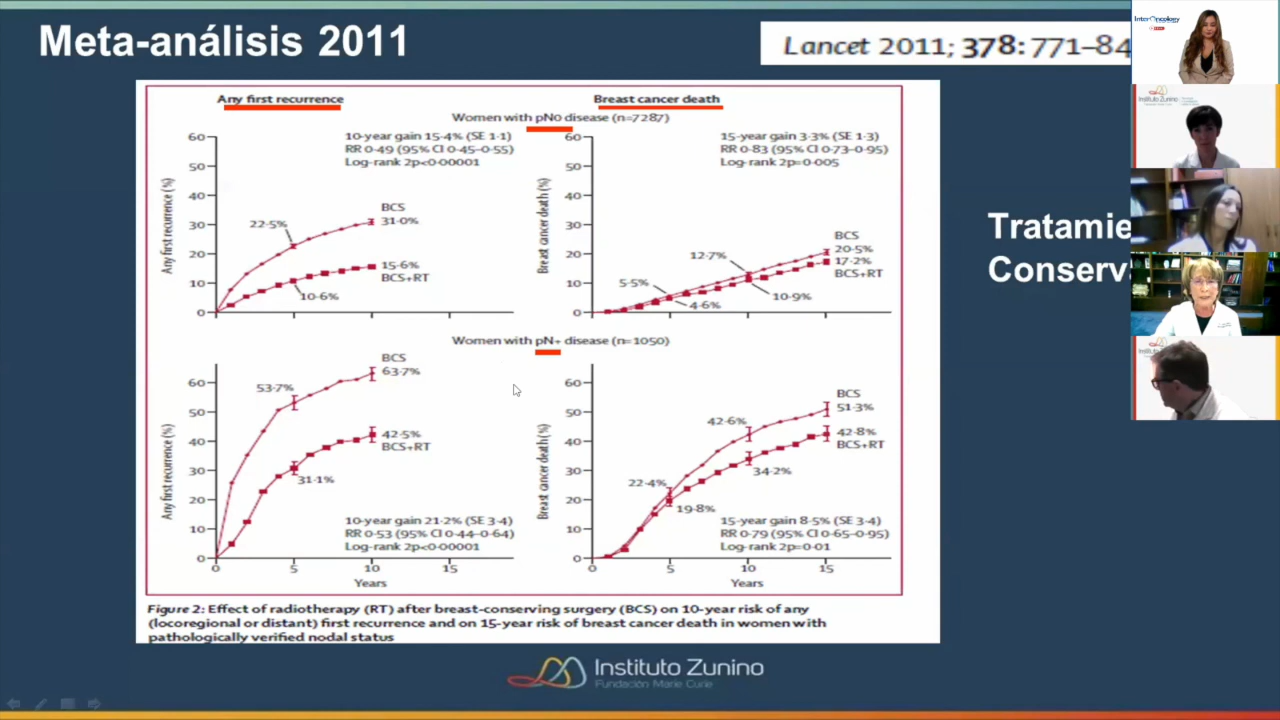 Meta-análisis 2011
Lancet 2011; 378: 771–84
InterOncology
Any first recurrence
Breast cancer death
Women with pN0 disease (n=7287)
Any first recurrence (%)
60
50
40
30
20
10
0
10-year gain 15·4% (SE 1·1)
RR 0·49 (95% CI 0·45–0·55)
Log-rank 2p<0·00001
BCS
31·0%
22·5%
15·6%
BCS+RT
10·6%
Breast cancer death (%)
60
50
40
30
20
10
0
15-year gain 3·3% (SE 1·3)
RR 0·83 (95% CI 0·73–0·95)
Log-rank 2p=0·005
BCS
20·5%
17·2%
BCS+RT
12·7%
5·5%
4·6%
10·9%
Women with pN+ disease (n=1050)
Any first recurrence (%)
60
50
40
30
20
10
0
BCS
63·7%
53·7%
42·5%
BCS+RT
31·1%
10-year gain 21·2% (SE 3·4)
RR 0·53 (95% CI 0·44–0·64)
Log-rank 2p<0·00001
0 5 10 15
Years
Breast cancer death (%)
60
50
40
30
20
10
0
BCS
51·3%
42·6%
42·8%
BCS+RT
34·2%
22·4%
19·8%
15-year gain 8·5% (SE 3·4)
RR 0·79 (95% CI 0·65–0·95)
Log-rank 2p=0·01
0 5 10 15
Years
Figure 2: Effect of radiotherapy (RT) after breast-conserving surgery (BCS) on 10-year risk of any
(locoregional or distant) first recurrence and on 15-year risk of breast cancer death in women with
pathologically verified nodal status
Tratamie
Conserv
Instituto Zunino
Instituto Zunino
Fundación Marie Curie